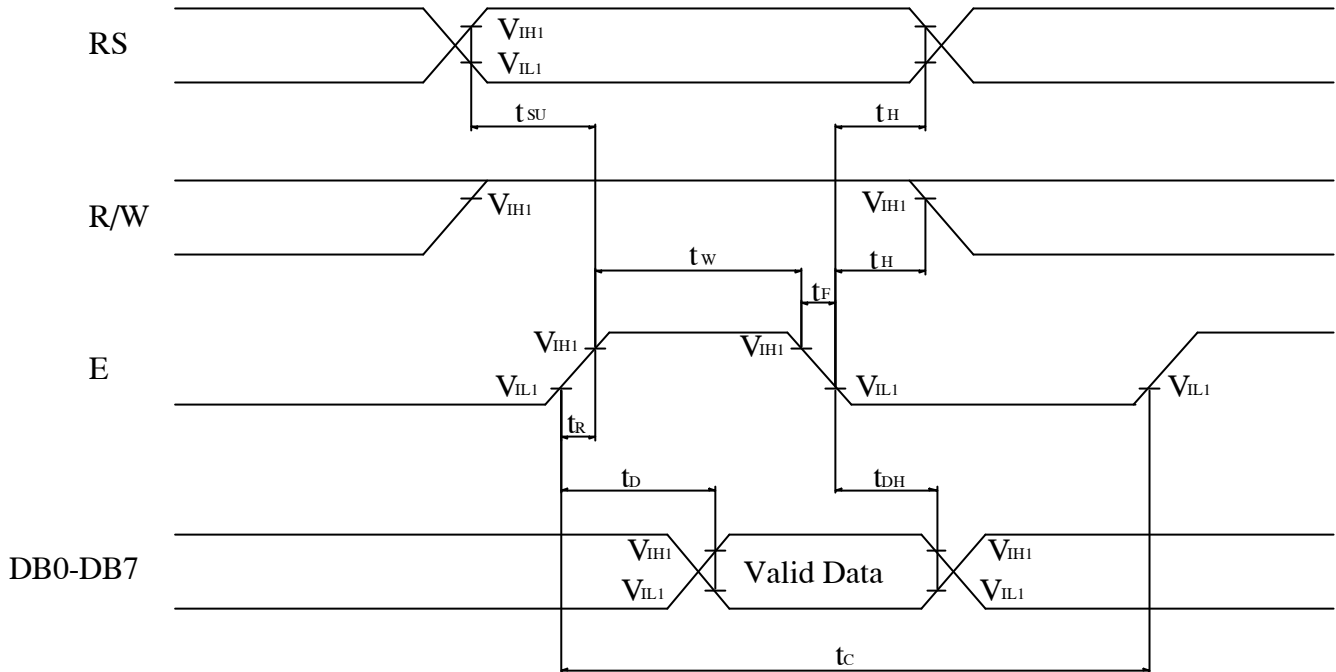 RS
VIH1
VIL1
tSU
tH
R/W
VIH1
VIH1
tW
tH
tF
E
VIH1
VIH1
VIL1
VIL1
VIL1
tR
tD
tDH
DB0-DB7
VIH1
VIH1
Valid Data
VIL1
VIL1
tC